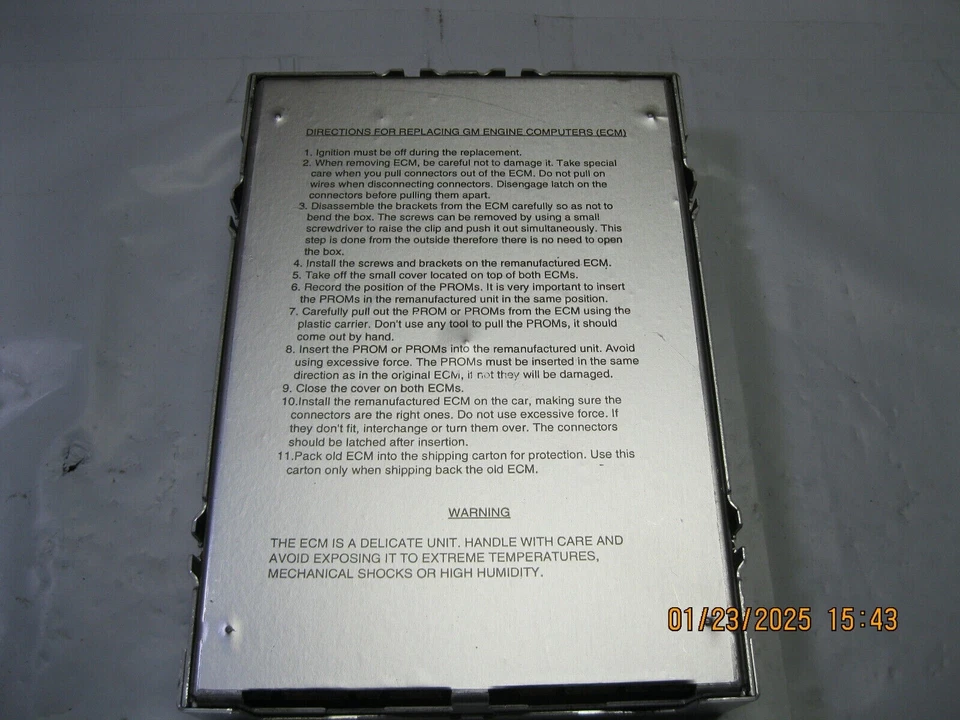 DIRECTIONS FOR REPLACING GM ENGINE COMPUTERS (ECM)
1. Ignition must be off during the replacement.
2. When removing ECM, be careful not to damage it. Take special
care when you pull connectors out of the ECM. Do not pull on
wires when disconnecting connectors. Disengage latch on the
connectors before pulling them apart.
3. Disassemble the brackets from the ECM carefully so as not to
bend the box. The screws can be removed by using a small
screwdriver to raise the clip and push it out simultaneously. This
step is done from the outside therefore there is no need to open
the box.
4. Install the screws and brackets on the remanufactured ECM.
5. Take off the small cover located on top of both ECMs.
6. Record the position of the PROMs. It is very important to insert
the PROMs in the remanufactured unit in the same position.
7. Carefully pull out the PROM or PROMs from the ECM using the
plastic carrier. Don't use any tool to pull the PROMs, it should
come out by hand.
8. Insert the PROM or PROMs into the remanufactured unit. Avoid
using excessive force. The PROMs must be inserted in the same
direction as in the original ECM, if not they will be damaged.
9. Close the cover on both ECMs.
10.Install the remanufactured ECM on the car, making sure the
connectors are the right ones. Do not use excessive force. If
they don't fit, interchange or turn them over. The connectors
should be latched after insertion.
11.Pack old ECM into the shipping carton for protection. Use this
carton only when shipping back the old ECM.
WARNING
THE ECM IS A DELICATE UNIT. HANDLE WITH CARE AND
AVOID EXPOSING IT TO EXTREME TEMPERATURES,
MECHANICAL SHOCKS OR HIGH HUMIDITY.
01/23/2025 15:43